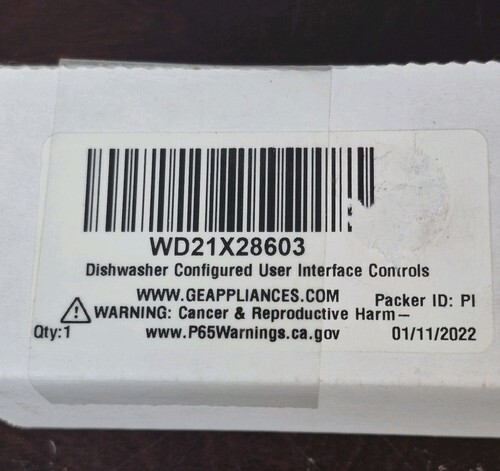 WD21X28603
Dishwasher Configured User Interface Controls
WWW.GEAPPLIANCES.COM
Packer ID: PI
WARNING: Cancer & Reproductive Harm—
Qty:1
www.P65Warnings.ca.gov
01/11/2022